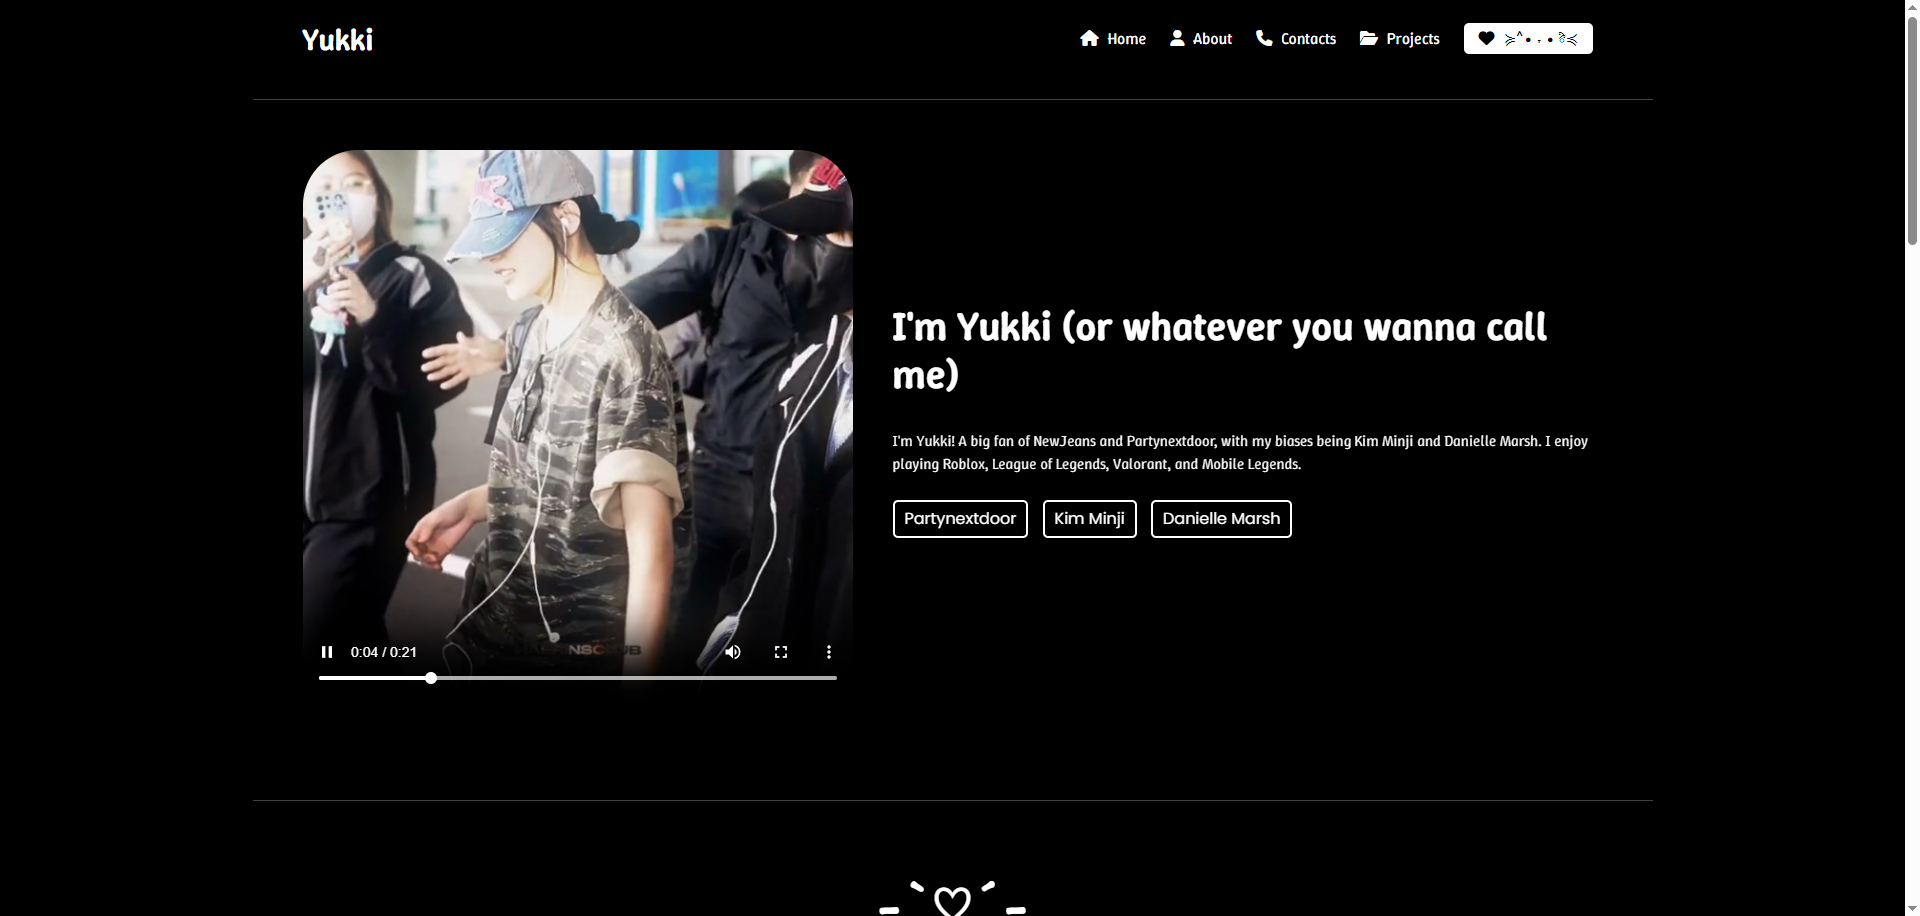 Yukki
Home About Contacts Projects ≽^•⩊•^≼
I'm Yukki (or whatever you wanna call
me)
I'm Yukki! A big fan of NewJeans and Partynextdoor, with my biases being Kim Minji and Danielle Marsh. I enjoy
playing Roblox, League of Legends, Valorant, and Mobile Legends.
Partynextdoor Kim Minji Danielle Marsh
0:04 / 0:21